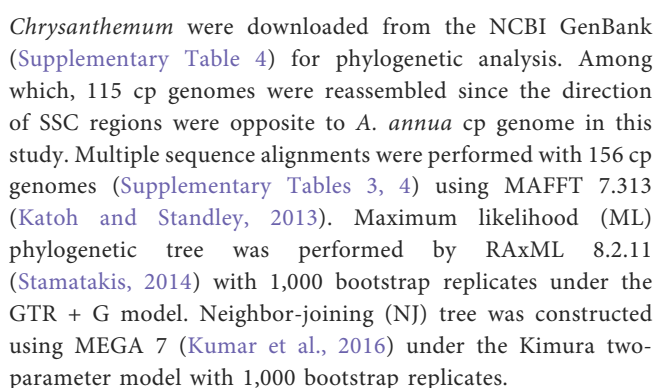 Chrysanthemum were downloaded from the NCBI GenBank
(Supplementary Table 4) for phylogenetic analysis. Among
which, 115 cp genomes were reassembled since the direction
of SSC regions were opposite to A. annua cp genome in this
study. Multiple sequence alignments were performed with 156 cp
genomes (Supplementary Tables 3, 4) using MAFFT 7.313
(Katoh and Standley, 2013). Maximum likelihood (ML)
phylogenetic tree was performed by RAxML 8.2.11
(Stamatakis, 2014) with 1,000 bootstrap replicates under the
GTR + G model. Neighbor-joining (NJ) tree was constructed
using MEGA 7 (Kumar et al., 2016) under the Kimura two-
parameter model with 1,000 bootstrap replicates.